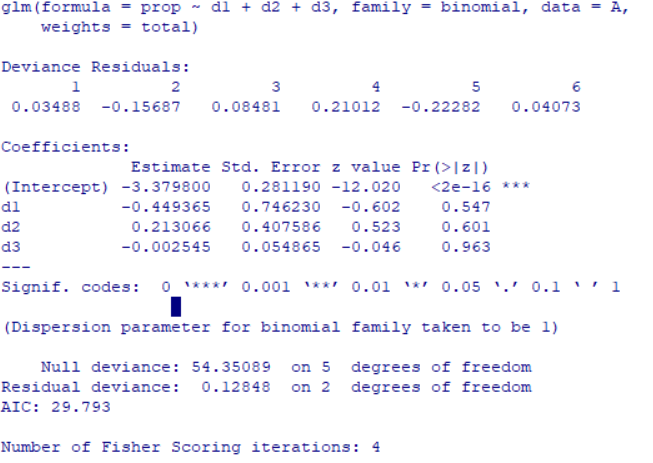 glm(formula = prop ~ d1 + d2 + d3, family = binomial, data = A,
    weights = total)
Deviance Residuals:
       1         2         3         4         5         6
 0.03488  -0.15687   0.08481   0.21012  -0.22282   0.04073
Coefficients:
             Estimate Std. Error z value Pr(>|z|)
(Intercept) -3.379800   0.281190 -12.020   <2e-16 ***
d1          -0.449365   0.746230  -0.602    0.547
d2           0.213066   0.407586   0.523    0.601
d3          -0.002545   0.054865  -0.046    0.963
---
Signif. codes:  0 ‘***’ 0.001 ‘**’ 0.01 ‘*’ 0.05 ‘.’ 0.1 ‘ ’ 1
(Dispersion parameter for binomial family taken to be 1)
    Null deviance: 54.35089  on 5  degrees of freedom
Residual deviance:  0.12848  on 2  degrees of freedom
AIC: 29.793
Number of Fisher Scoring iterations: 4